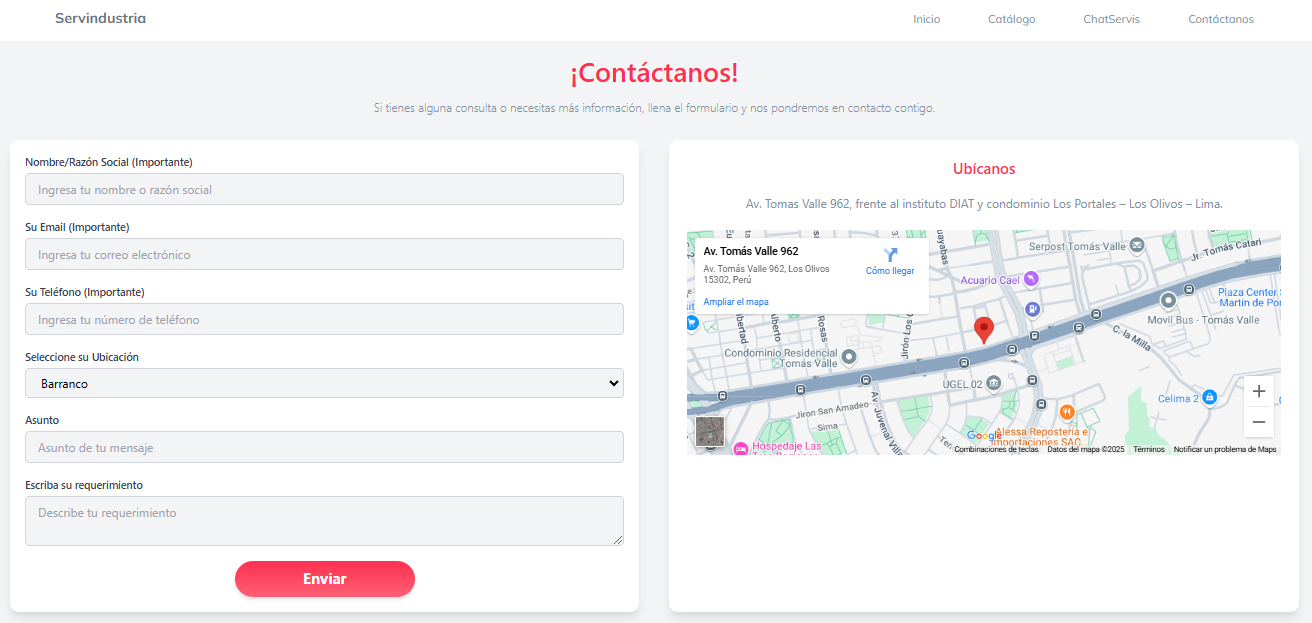 Servindustria
Inicio
Catálogo
ChatServis
Contáctanos
¡Contáctanos!
Si tienes alguna consulta o necesitas más información, llena el formulario y nos pondremos en contacto contigo.
Nombre/Razón Social (Importante)
Ingresa tu nombre o razón social
Su Email (Importante)
Ingresa tu correo electrónico
Su Teléfono (Importante)
Ingresa tu número de teléfono
Seleccione su Ubicación
Barranco
Asunto
Asunto de tu mensaje
Escriba su requerimiento
Describe tu requerimiento
Enviar
Ubícanos
Av. Tomas Valle 962, frente al instituto DIAT y condominio Los Portales – Los Olivos – Lima.
Av. Tomás Valle 962
Av. Tomás Valle 962, Los Olivos
15302, Perú
Cómo llegar
Ampliar el mapa
Serpost Tomás Valle
Jr. Tomás Catari
Acuario Cael
Plaza Center
Martin de Por
Movil Bus - Tomás Valle
C. la Milla
Rosas
Jirón Los
Condominio Residencial
Tomás Valle
UGEL 02
Celima 2
Jiron San Amadeo
Sima
Av. Juvenal Vill
Hospedaje Las
Alessa Repostería e
Importaciones SAC
Google
Combinaciones de teclas
Datos del mapa ©2025
Términos
Notificar un problema de Maps